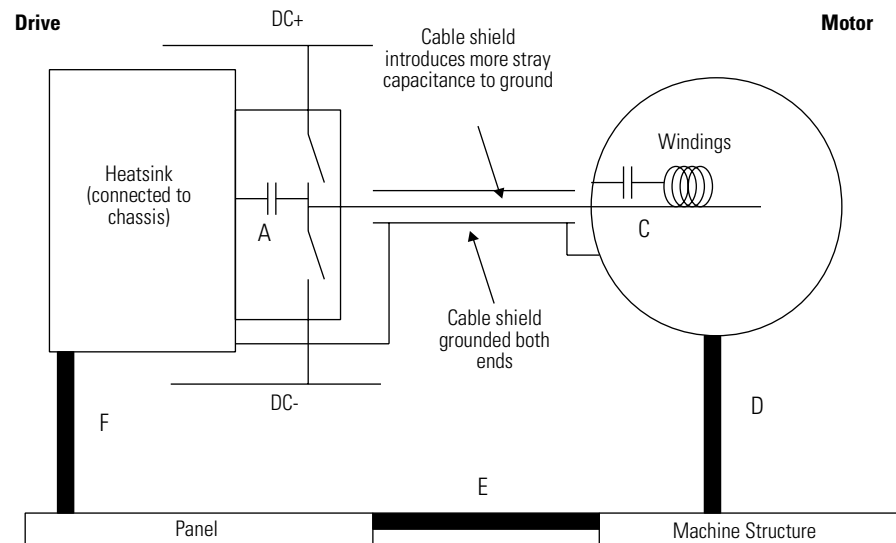 Drive
DC+
Motor
Cable shield
introduces more stray
capacitance to ground
Windings
Heatsink
(connected to
chassis)
A
C
Cable shield
grounded both
ends
DC-
F
D
E
Panel
Machine Structure